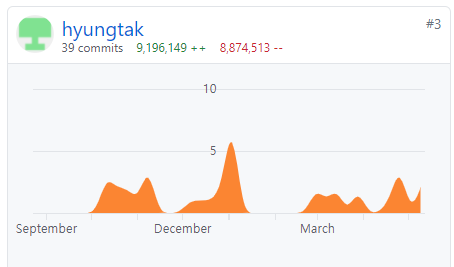 hyungtak
#3
39 commits 9,196,149 ++ 8,874,513 --
10
5
September December March